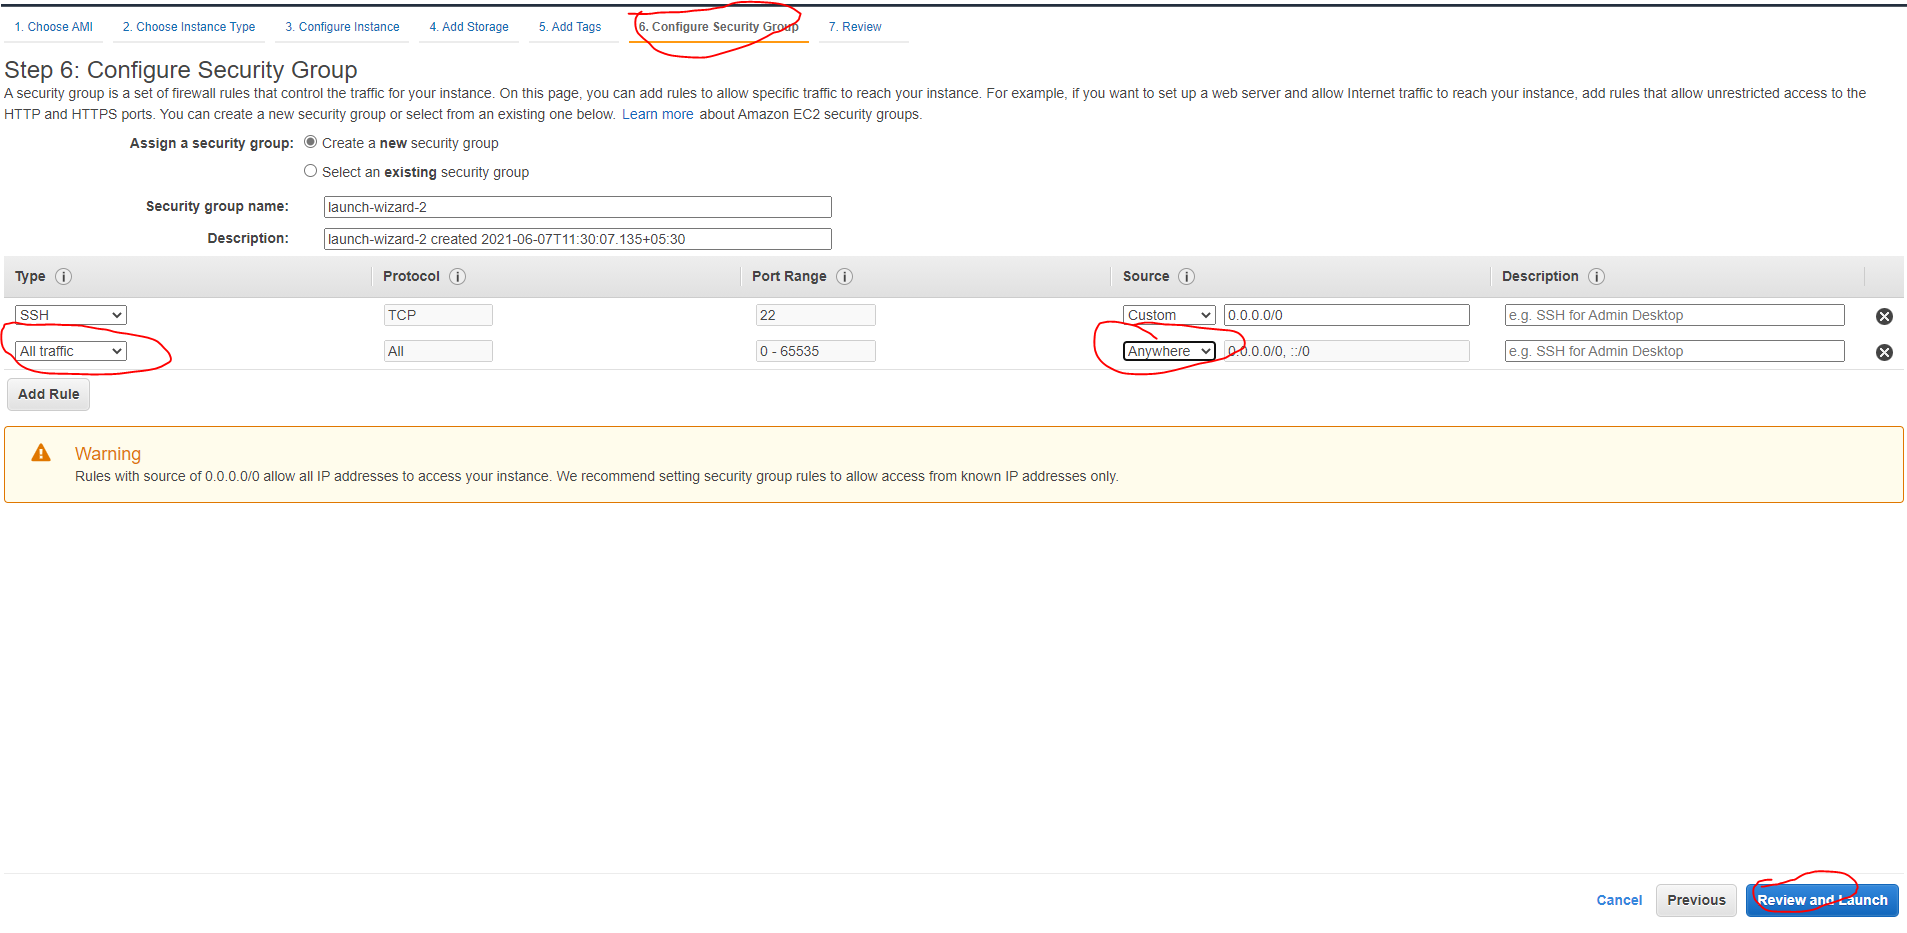 1. Choose AMI 2. Choose Instance Type 3. Configure Instance 4. Add Storage 5. Add Tags 6. Configure Security Group 7. Review
Step 6: Configure Security Group
A security group is a set of firewall rules that control the traffic for your instance. On this page, you can add rules to allow specific traffic to reach your instance. For example, if you want to set up a web server and allow Internet traffic to reach your instance, add rules that allow unrestricted access to the
HTTP and HTTPS ports. You can create a new security group or select from an existing one below. Learn more about Amazon EC2 security groups.
Assign a security group: Create a new security group
Select an existing security group
Security group name: launch-wizard-2
Description: launch-wizard-2 created 2021-06-07T11:30:07.135+05:30
Type i Protocol i Port Range i Source i Description i
SSH TCP 22 Custom 0.0.0.0/0 e.g. SSH for Admin Desktop
All traffic All 0 - 65535 Anywhere 0.0.0.0/0, ::/0 e.g. SSH for Admin Desktop
Add Rule
Warning
Rules with source of 0.0.0.0/0 allow all IP addresses to access your instance. We recommend setting security group rules to allow access from known IP addresses only.
Cancel Previous Review and Launch